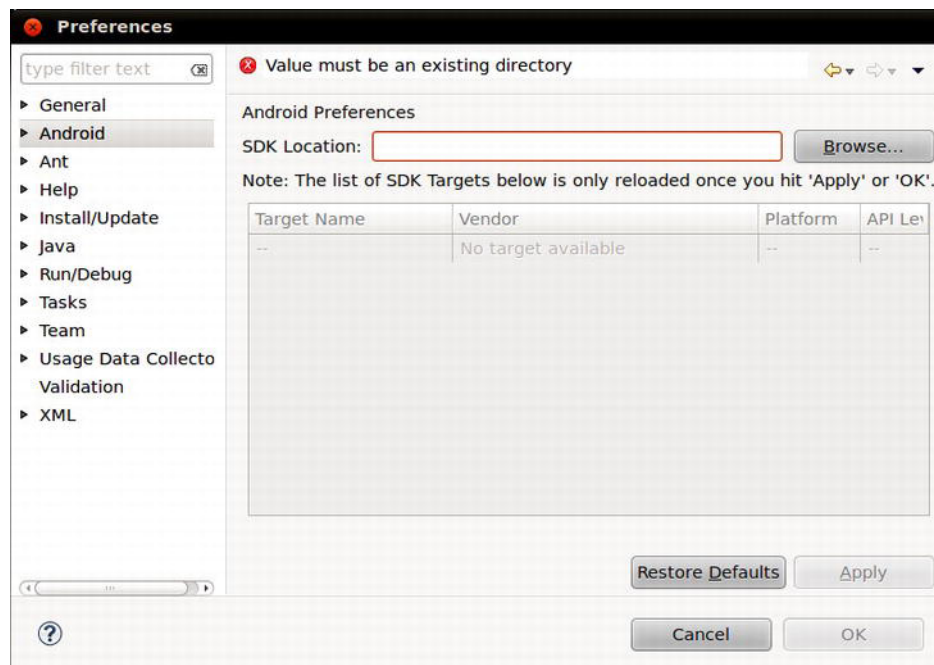 Preferences
type filter text
Value must be an existing directory
General
Android
Ant
Help
Install/Update
Java
Run/Debug
Tasks
Team
Usage Data Collecto
Validation
XML
Android Preferences
SDK Location:
Browse...
Note: The list of SDK Targets below is only reloaded once you hit 'Apply' or 'OK'.
Target Name Vendor Platform API Lev
-- No target available -- --
Restore Defaults Apply
Cancel OK